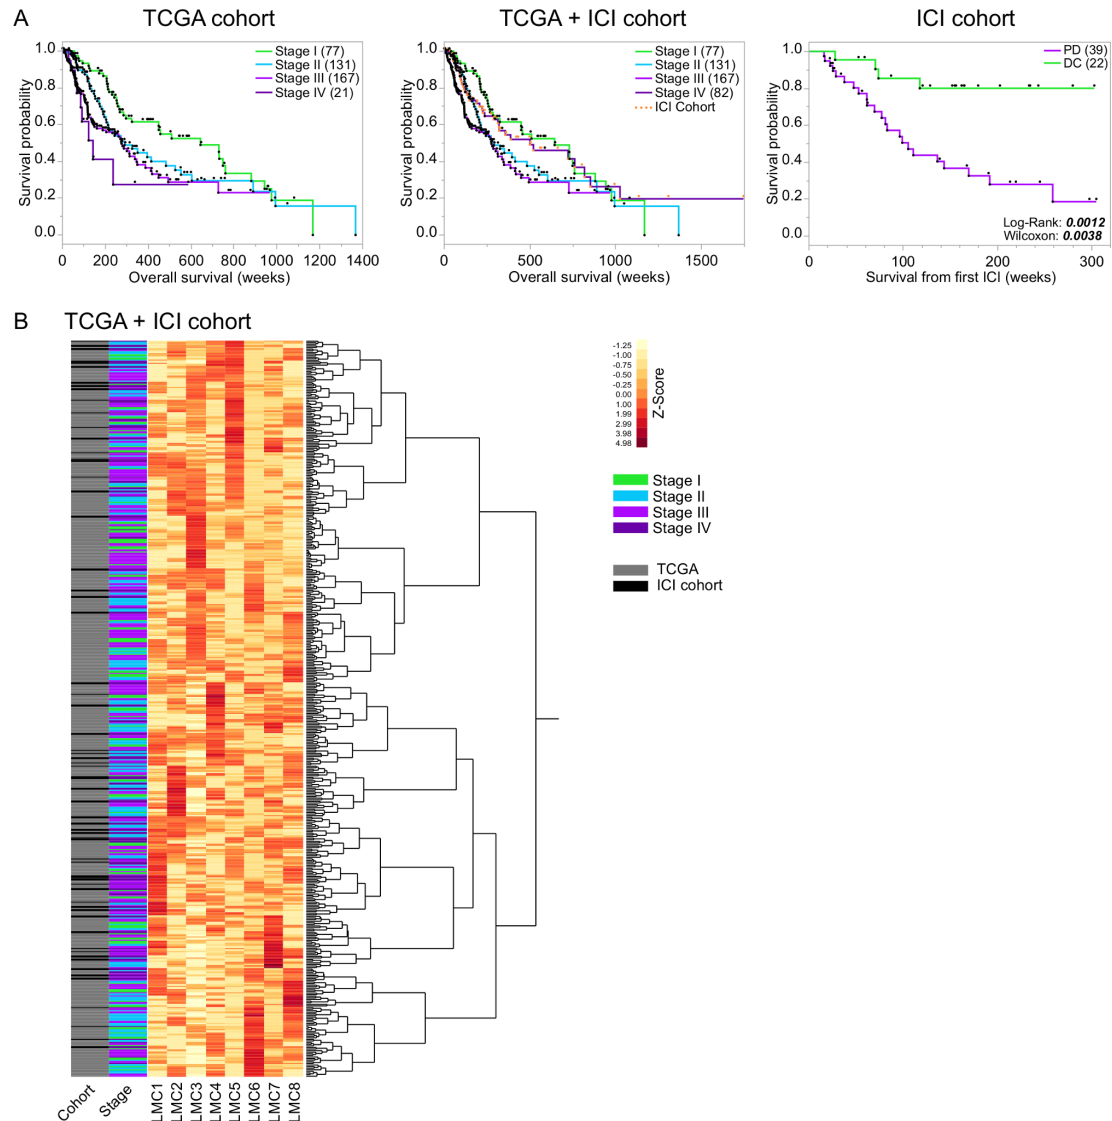 A
TCGA cohort
TCGA + ICI cohort
ICI cohort
Survival probability
1.0
0.8
0.6
0.4
0.2
0.0
Stage I (77)
Stage II (131)
Stage III (167)
Stage IV (21)
0 200 400 600 800 1000 1200 1400
Overall survival (weeks)
Survival probability
1.0
0.8
0.6
0.4
0.2
0.0
Stage I (77)
Stage II (131)
Stage III (167)
Stage IV (82)
ICI Cohort
0 500 1000 1500
Overall survival (weeks)
Survival probability
1.0
0.8
0.6
0.4
0.2
0.0
PD (39)
DC (22)
Log-Rank: 0.0012
Wilcoxon: 0.0038
0 100 200 300
Survival from first ICI (weeks)
B
TCGA + ICI cohort
-1.25
-1.00
-0.75
-0.50
-0.25
0.00
1.00
1.99
2.99
3.98
4.98
Z-Score
Stage I
Stage II
Stage III
Stage IV
TCGA
ICI cohort
Cohort
Stage
LMC1
LMC2
LMC3
LMC4
LMC5
LMC6
LMC7
LMC8